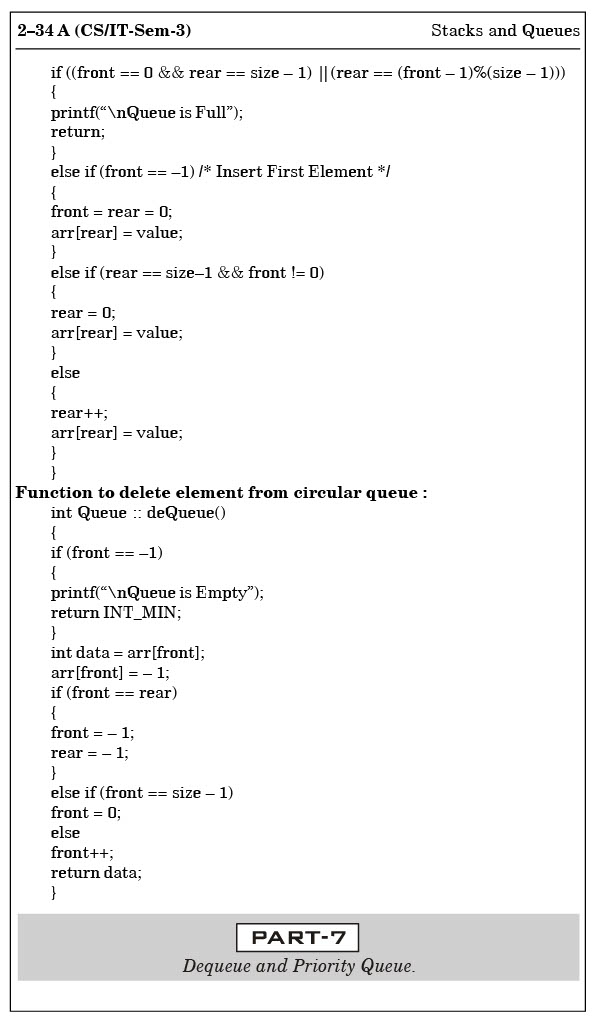 2–34 A (CS/IT-Sem-3) Stacks and Queues
if ((front == 0 && rear == size – 1) ||(rear == (front – 1)%(size – 1)))
{
printf(“\nQueue is Full”);
return;
}
else if (front == –1) /* Insert First Element */
{
front = rear = 0;
arr[rear] = value;
}
else if (rear == size–1 && front != 0)
{
rear = 0;
arr[rear] = value;
}
else
{
rear++;
arr[rear] = value;
}
}
Function to delete element from circular queue :
int Queue :: deQueue()
{
if (front == –1)
{
printf(“\nQueue is Empty”);
return INT_MIN;
}
int data = arr[front];
arr[front] = – 1;
if (front == rear)
{
front = – 1;
rear = – 1;
}
else if (front == size – 1)
front = 0;
else
front++;
return data;
}
PART-7
Dequeue and Priority Queue.